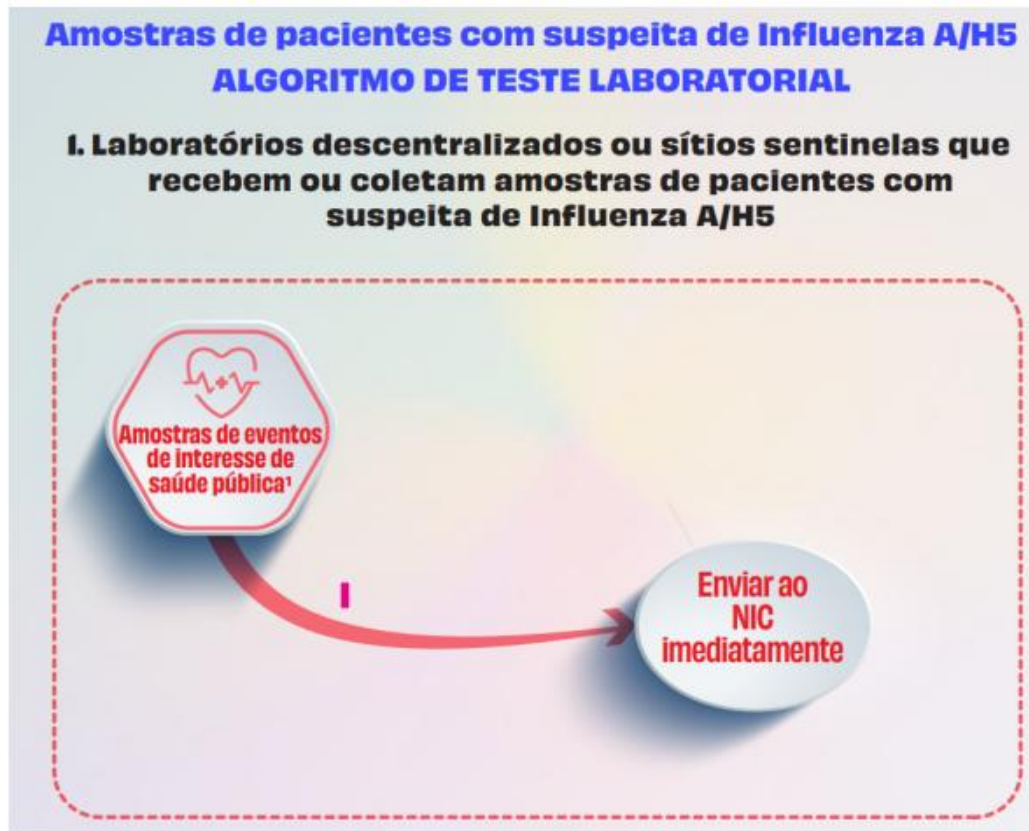 Amostras de pacientes com suspeita de Influenza A/H5
ALGORITMO DE TESTE LABORATORIAL
1. Laboratórios descentralizados ou sítios sentinelas que
recebem ou coletam amostras de pacientes com
suspeita de Influenza A/H5
Amostras de eventos
de interesse de
saúde pública¹
I
Enviar ao
NIC
imediatamente